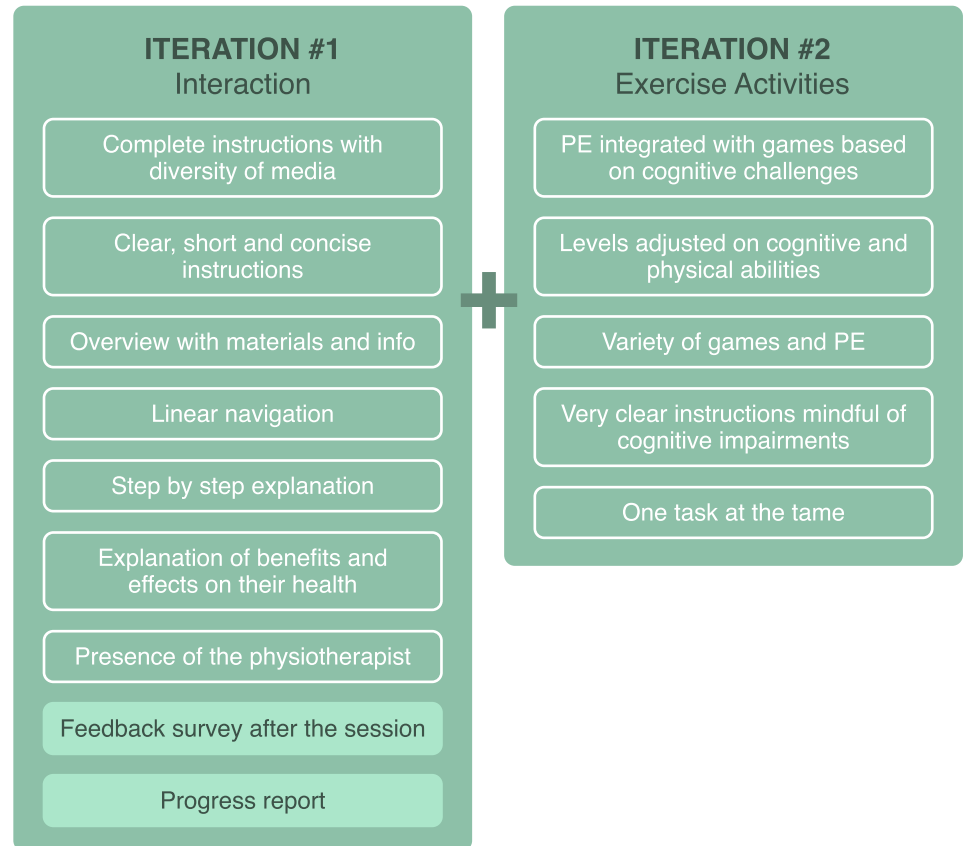 ITERATION #1
Interaction
Complete instructions with
diversity of media
Clear, short and concise
instructions
Overview with materials and info
Linear navigation
Step by step explanation
Explanation of benefits and
effects on their health
Presence of the physiotherapist
Feedback survey after the session
Progress report
ITERATION #2
Exercise Activities
PE integrated with games based
on cognitive challenges
Levels adjusted on cognitive and
physical abilities
Variety of games and PE
Very clear instructions mindful of
cognitive impairments
One task at the tame